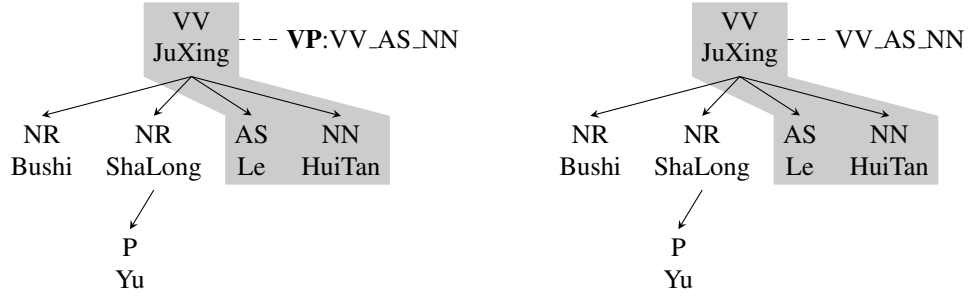 VV
JuXing
VP:VV_AS_NN
NR NR AS NN
Bushi ShaLong Le HuiTan
P
Yu
VV
JuXing
VV_AS_NN
NR NR AS NN
Bushi ShaLong Le HuiTan
P
Yu